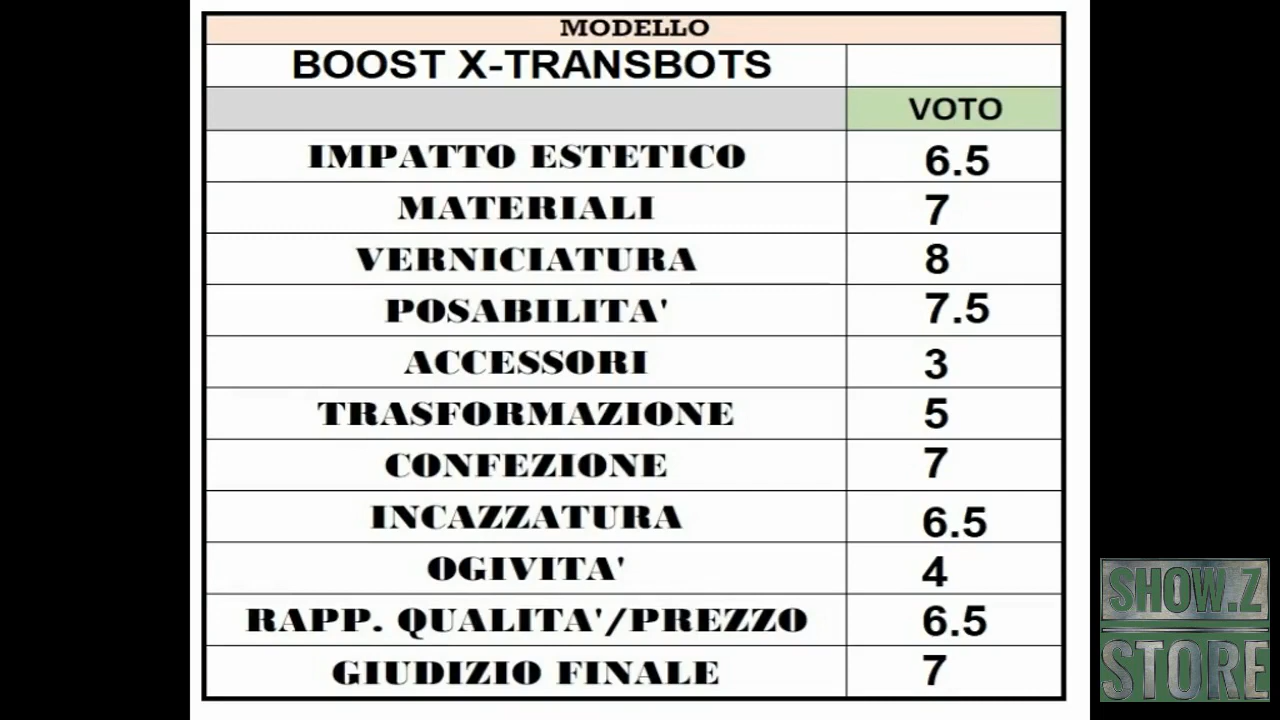 MODELLO
BOOST X-TRANSBOTS
VOTO
IMPATTO ESTETICO 6.5
MATERIALI 7
VERNICIATURA 8
POSABILITA' 7.5
ACCESSORI 3
TRASFORMAZIONE 5
CONFEZIONE 7
INCAZZATURA 6.5
OGIVITA' 4
RAPP. QUALITA'/PREZZO 6.5
GIUDIZIO FINALE 7
SHOW.Z
STORE